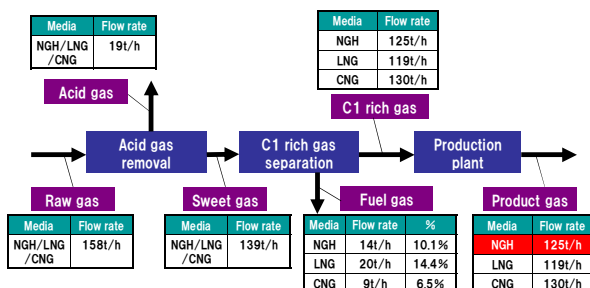 Media Flow rate
NGH/LNG 19t/h
/CNG
Media Flow rate
NGH 125t/h
LNG 119t/h
CNG 130t/h
Acid gas
C1 rich gas
Acid gas
removal
C1 rich gas
separation
Production
plant
Raw gas
Sweet gas
Fuel gas
Product gas
Media Flow rate
NGH/LNG 158t/h
/CNG
Media Flow rate
NGH/LNG 139t/h
/CNG
Media Flow rate %
NGH 14t/h 10.1%
LNG 20t/h 14.4%
CNG 9t/h 6.5%
Media Flow rate
NGH 125t/h
LNG 119t/h
CNG 130t/h